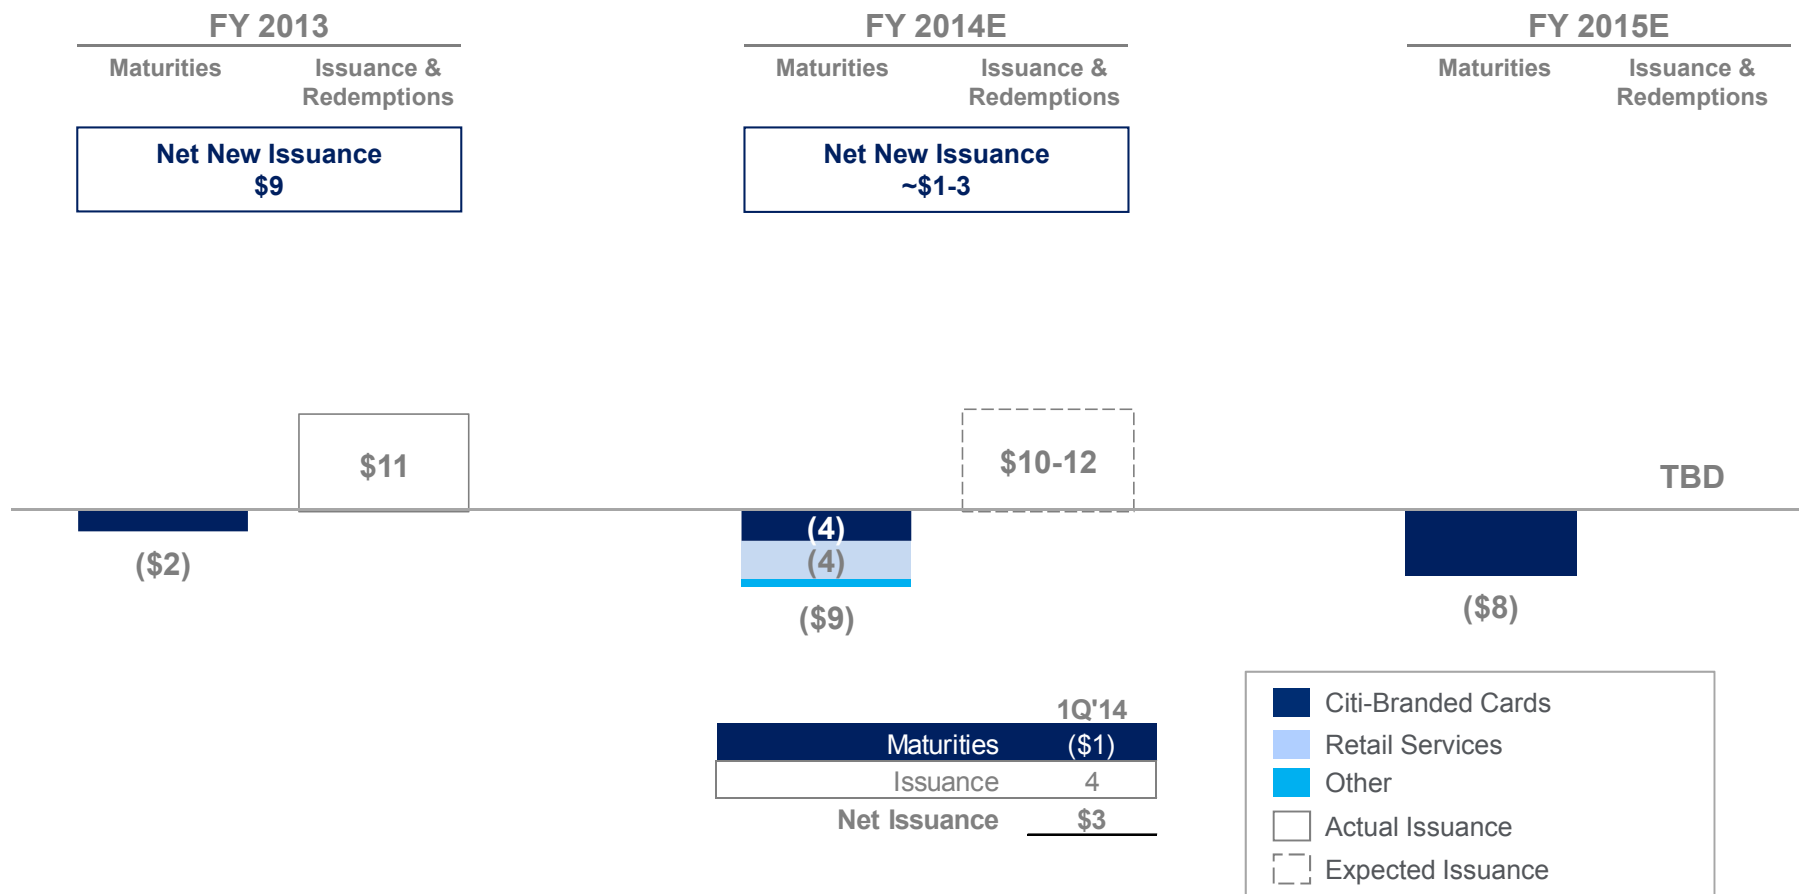 FY 2013
FY 2014E
FY 2015E
Maturities
Issuance &
Redemptions
Maturities
Issuance &
Redemptions
Maturities
Issuance &
Redemptions
Net New Issuance
$9
Net New Issuance
~$1-3
$11
$10-12
TBD
(4)
(4)
($2)
($9)
($8)
1Q'14
Maturities ($1)
Issuance 4
Net Issuance $3
Citi-Branded Cards
Retail Services
Other
Actual Issuance
Expected Issuance